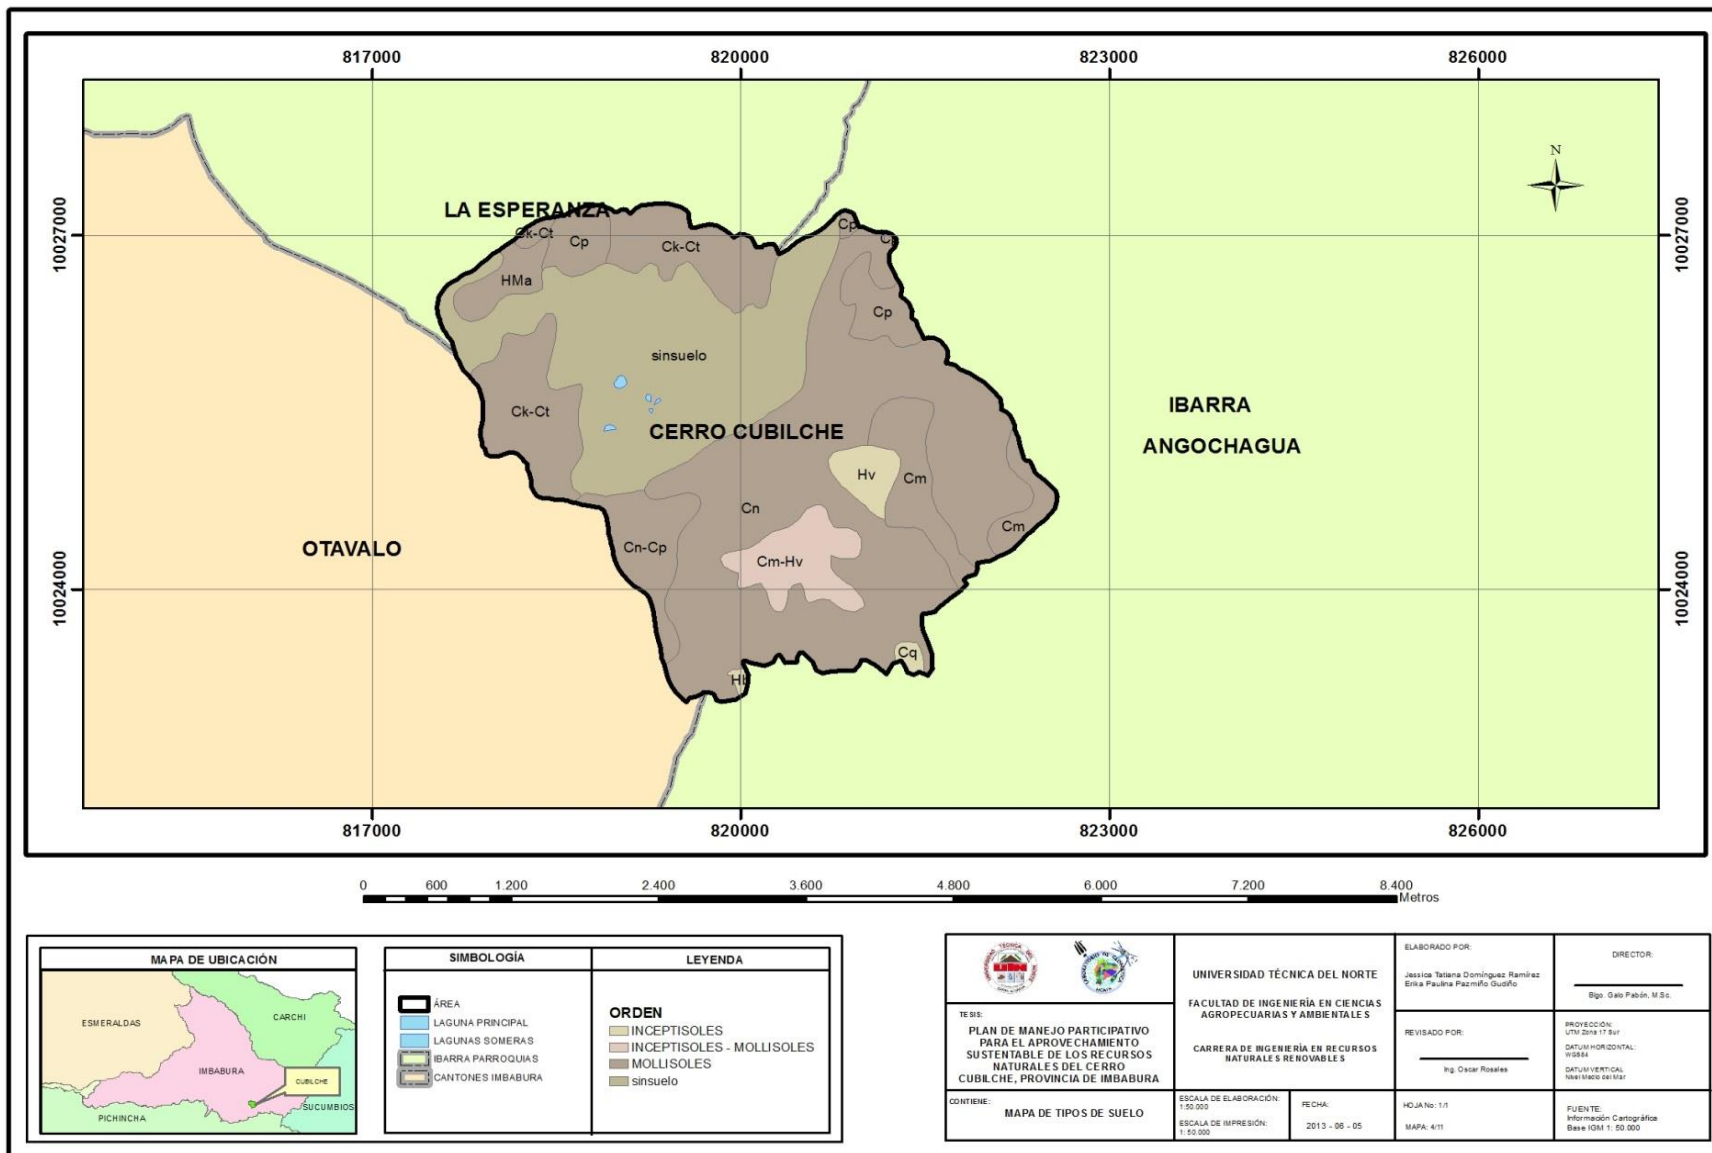 817000
820000
823000
826000
10027000
10027000
10024000
10024000
N
LA ESPERANZA
Ck-Ct
Cp
Ck-Ct
Cp
HMa
Cp
sinsuelo
Ck-Ct
CERRO CUBILCHE
IBARRA
ANGOCHAGUA
Hv
Cm
Cn
Cm
OTAVALO
Cn-Cp
Cm-Hv
Cq
817000
820000
823000
826000
0 600 1.200 2.400 3.600 4.800 6.000 7.200 8.400
Metros
MAPA DE UBICACIÓN
ESMERALDAS
CARCHI
IMBABURA
CUBILCHE
SUCUMBIOS
PICHINCHA
SIMBOLOGÍA
ÁREA
LAGUNA PRINCIPAL
LAGUNAS SOMERAS
IBARRA PARROQUIAS
CANTONES IMBABURA
LEYENDA
ORDEN
INCEPTISOLES
INCEPTISOLES - MOLLISOLES
MOLLISOLES
sinsuelo
TESIS:
PLAN DE MANEJO PARTICIPATIVO
PARA EL APROVECHAMIENTO
SUSTENTABLE DE LOS RECURSOS
NATURALES DEL CERRO
CUBILCHE, PROVINCIA DE IMBABURA
CONTIENE:
MAPA DE TIPOS DE SUELO
UNIVERSIDAD TÉCNICA DEL NORTE
FACULTAD DE INGENIERÍA EN CIENCIAS
AGROPECUARIAS Y AMBIENTALES
CARRERA DE INGENIERÍA EN RECURSOS
NATURALES RENOVABLES
ESCALA DE ELABORACIÓN:
1:50.000
ESCALA DE IMPRESIÓN:
1: 50.000
FECHA:
2013 - 06 - 05
ELABORADO POR:
Jessica Tatiana Domínguez Ramírez
Erika Paulina Pazmiño Gudiño
DIRECTOR:
Blgo. Galo Pabón, M.Sc.
REVISADO POR:
Ing. Oscar Rosales
PROYECCIÓN:
UTM Zona 17 Sur
DATUM HORIZONTAL:
WGS84
DATUM VERTICAL:
Nivel Medio del Mar
HOJA No: 1/1
MAPA: 4/11
FUENTE:
Información Cartográfica
Base IGM 1: 50.000